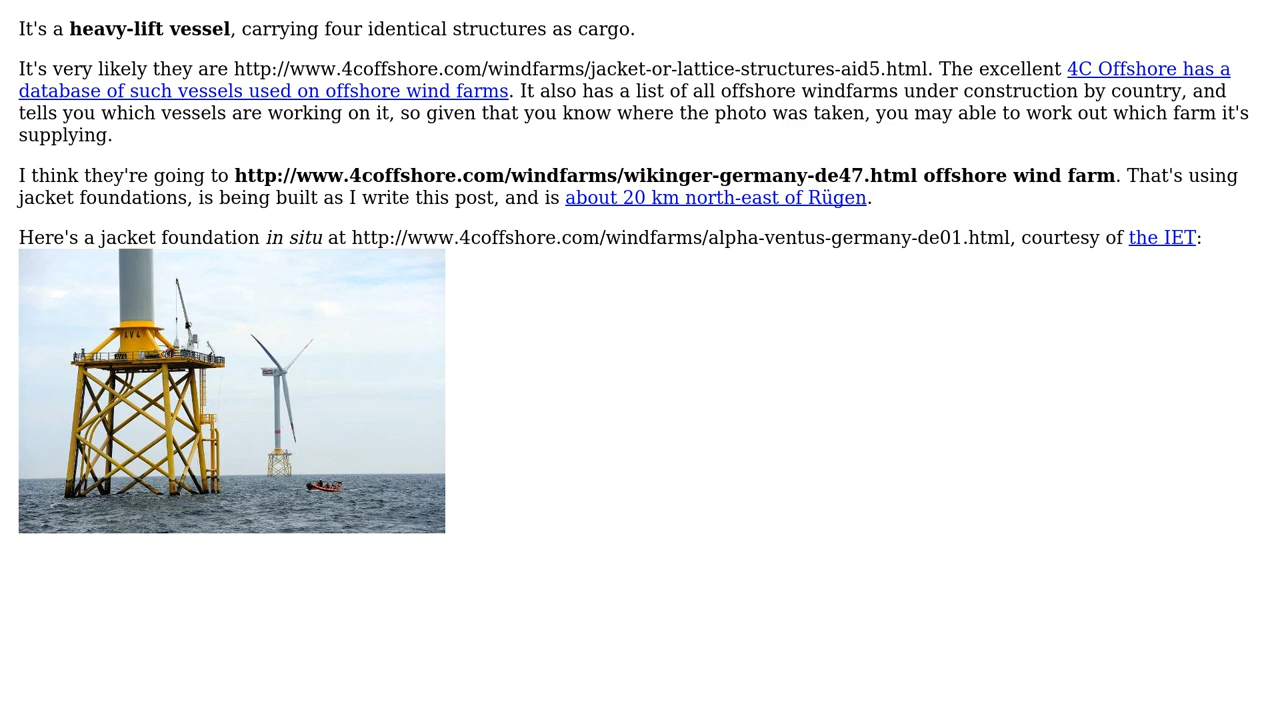 It's a heavy-lift vessel, carrying four identical structures as cargo.
It's very likely they are http://www.4coffshore.com/windfarms/jacket-or-lattice-structures-aid5.html. The excellent 4C Offshore has a
database of such vessels used on offshore wind farms. It also has a list of all offshore windfarms under construction by country, and
tells you which vessels are working on it, so given that you know where the photo was taken, you may able to work out which farm it's
supplying.
I think they're going to http://www.4coffshore.com/windfarms/wikinger-germany-de47.html offshore wind farm. That's using
jacket foundations, is being built as I write this post, and is about 20 km north-east of Rügen.
Here's a jacket foundation in situ at http://www.4coffshore.com/windfarms/alpha-ventus-germany-de01.html, courtesy of the IET: